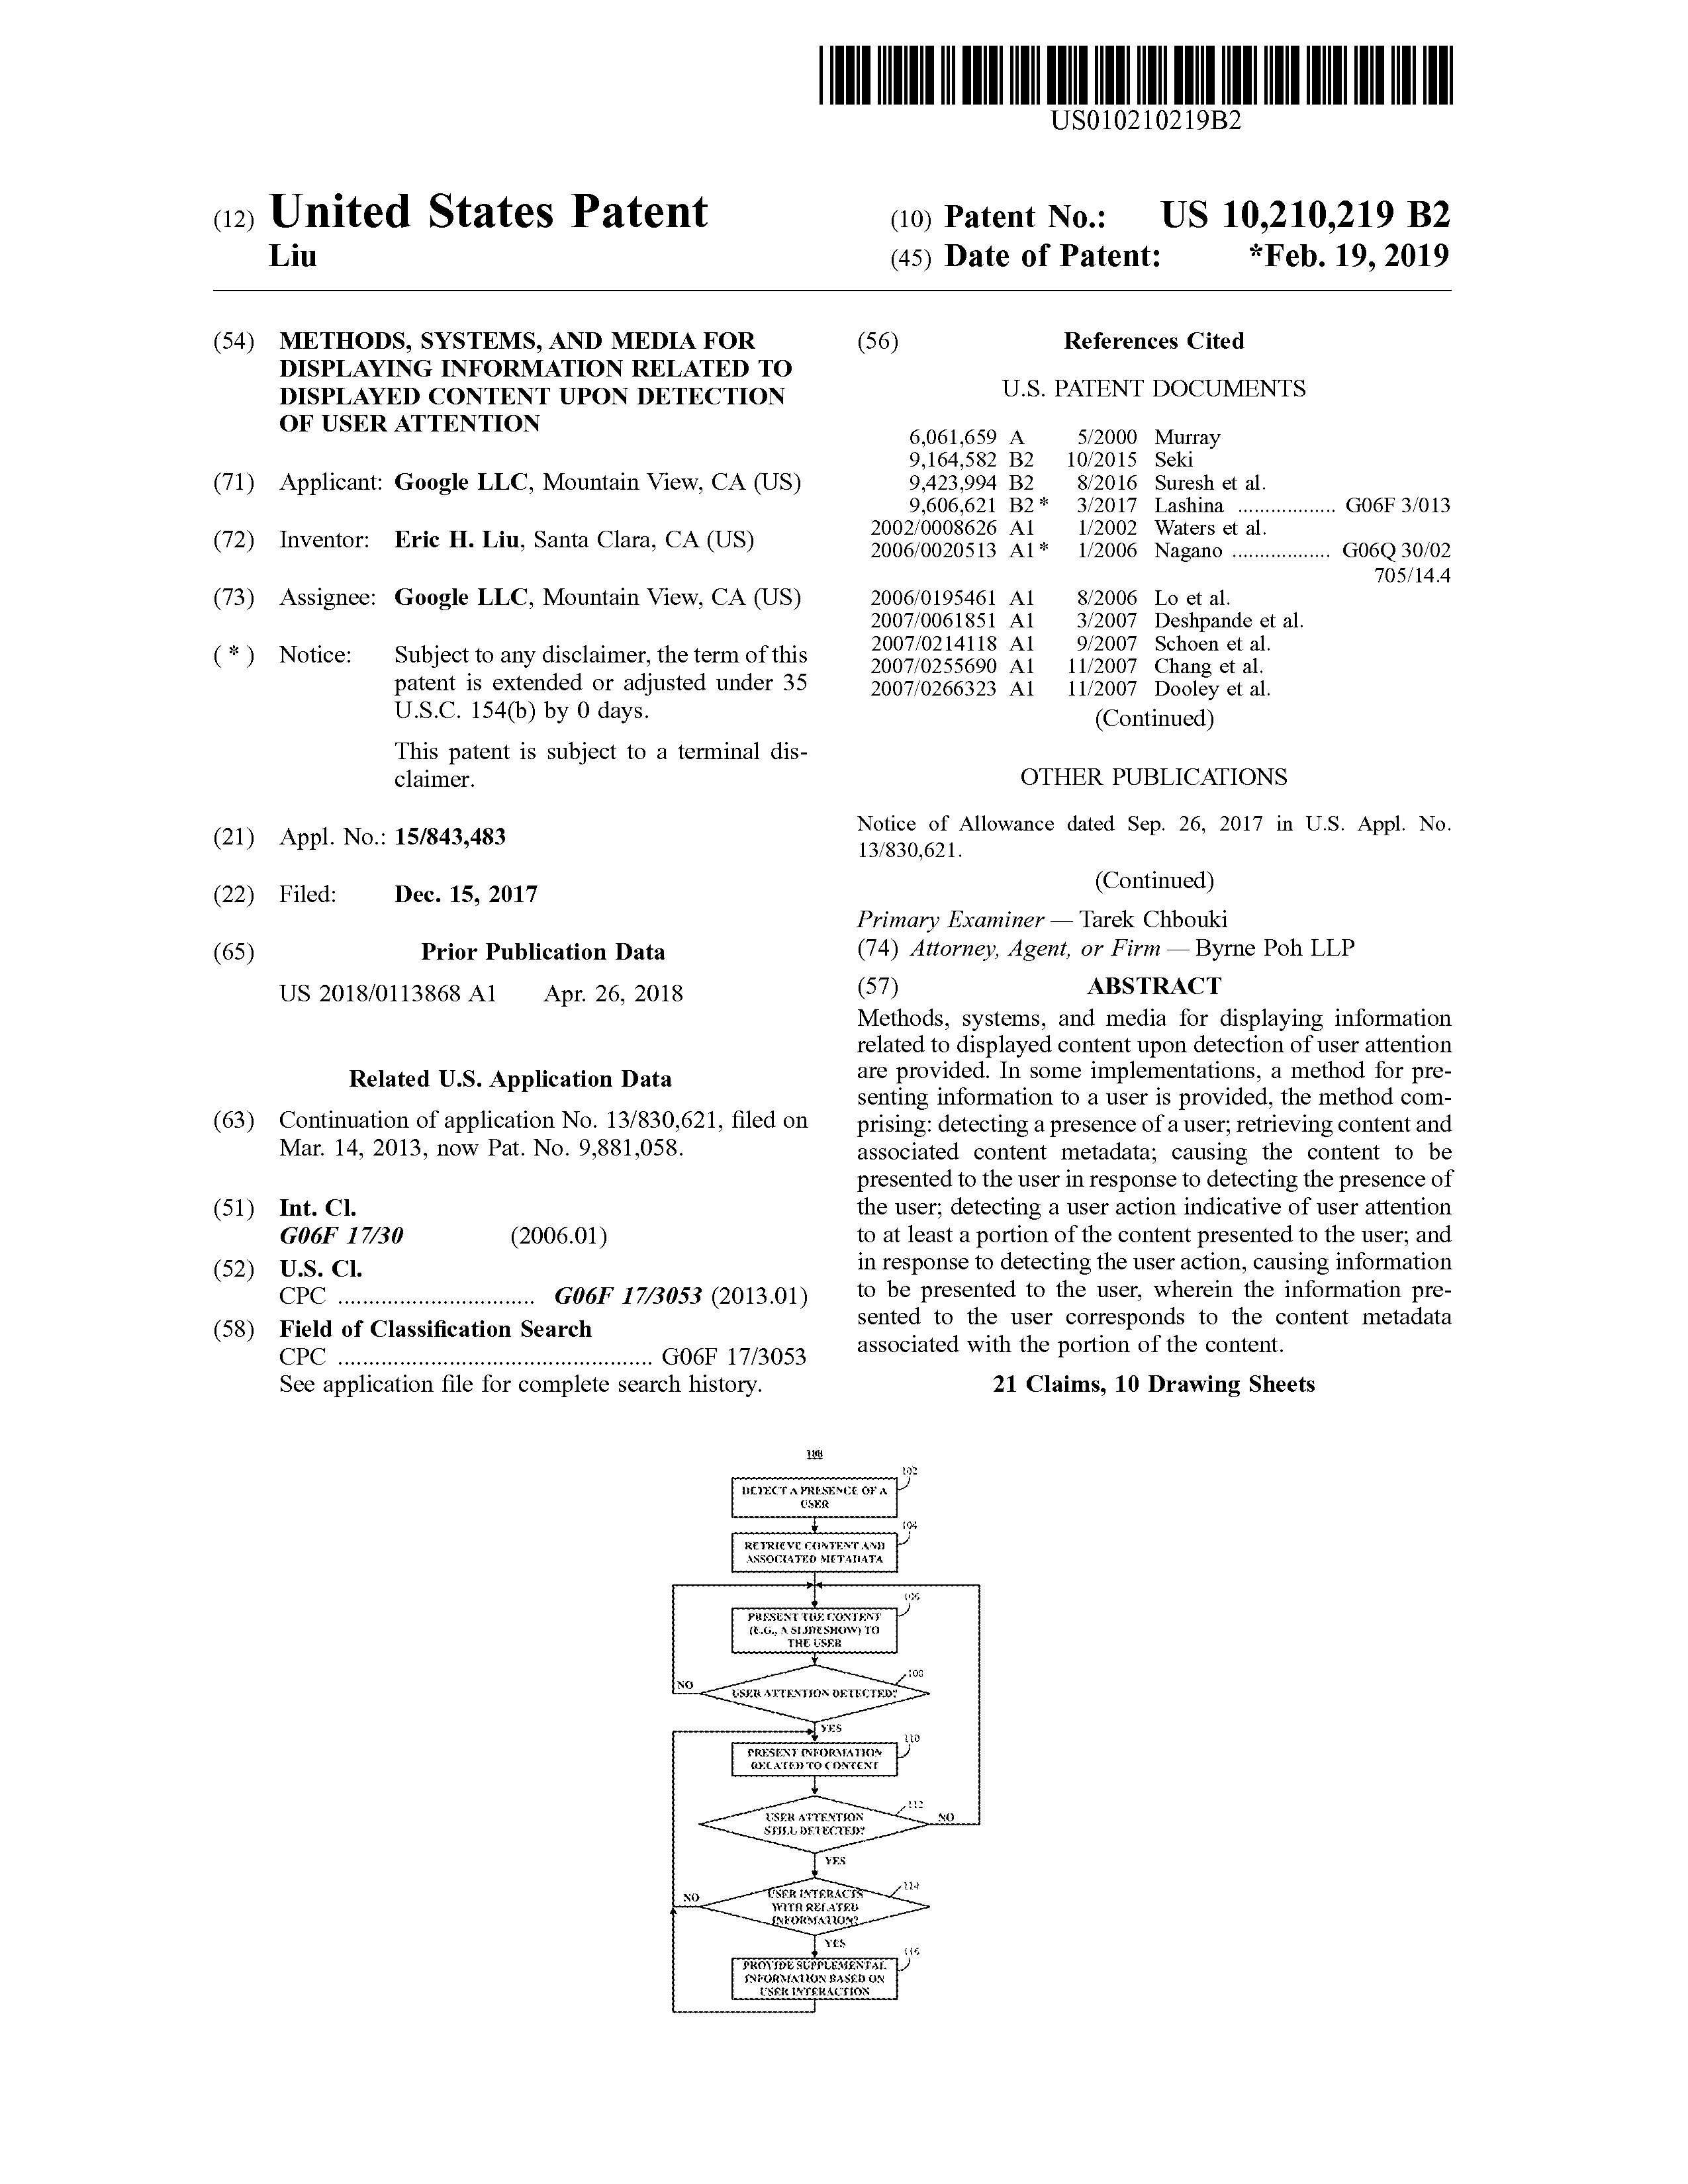 US010210219B2
(12) United States Patent
Liu
(10) Patent No.: US 10,210,219 B2
(45) Date of Patent: *Feb. 19, 2019
(54) METHODS, SYSTEMS, AND MEDIA FOR
DISPLAYING INFORMATION RELATED TO
DISPLAYED CONTENT UPON DETECTION
OF USER ATTENTION
(71) Applicant: Google LLC, Mountain View, CA (US)
(72) Inventor: Eric H. Liu, Santa Clara, CA (US)
(73) Assignee: Google LLC, Mountain View, CA (US)
( * ) Notice: Subject to any disclaimer, the term of this
patent is extended or adjusted under 35
U.S.C. 154(b) by 0 days.
This patent is subject to a terminal dis-
claimer.
(21) Appl. No.: 15/843,483
(22) Filed: Dec. 15, 2017
(65) Prior Publication Data
US 2018/0113868 A1 Apr. 26, 2018
Related U.S. Application Data
(63) Continuation of application No. 13/830,621, filed on
Mar. 14, 2013, now Pat. No. 9,881,058.
(51) Int. Cl.
G06F 17/30 (2006.01)
(52) U.S. Cl.
CPC ................................ G06F 17/3053 (2013.01)
(58) Field of Classification Search
CPC .................................................. G06F 17/3053
See application file for complete search history.
(56) References Cited
U.S. PATENT DOCUMENTS
6,061,659 A 5/2000 Murray
9,164,582 B2 10/2015 Seki
9,423,994 B2 8/2016 Suresh et al.
9,606,621 B2 * 3/2017 Lashina .................. G06F 3/013
2002/0008626 A1 1/2002 Waters et al.
2006/0020513 A1 * 1/2006 Nagano .................. G06Q 30/02
705/14.4
2006/0195461 A1 8/2006 Lo et al.
2007/0061851 A1 3/2007 Deshpande et al.
2007/0214118 A1 9/2007 Schoen et al.
2007/0255690 A1 11/2007 Chang et al.
2007/0266323 A1 11/2007 Dooley et al.
(Continued)
OTHER PUBLICATIONS
Notice of Allowance dated Sep. 26, 2017 in U.S. Appl. No.
13/830,621.
(Continued)
Primary Examiner — Tarek Chbouki
(74) Attorney, Agent, or Firm — Byrne Poh LLP
(57) ABSTRACT
Methods, systems, and media for displaying information
related to displayed content upon detection of user attention
are provided. In some implementations, a method for pre-
senting information to a user is provided, the method com-
prising: detecting a presence of a user; retrieving content and
associated content metadata; causing the content to be
presented to the user in response to detecting the presence of
the user; detecting a user action indicative of user attention
to at least a portion of the content presented to the user; and
in response to detecting the user action, causing information
to be presented to the user, wherein the information pre-
sented to the user corresponds to the content metadata
associated with the portion of the content.
21 Claims, 10 Drawing Sheets
102
DETECT A PRESENCE OF A
USER
104
RETRIEVE CONTENT AND
ASSOCIATED METADATA
106
PRESENT THE CONTENT
(E.G., A SLIDESHOW) TO
THE USER
108
NO
USER ATTENTION DETECTED?
YES
110
PRESENT INFORMATION
RELATED TO CONTENT
112
USER ATTENTION
STILL DETECTED?
NO
YES
114
NO
USER INTERACTS
WITH RELATED
INFORMATION?
YES
116
PROVIDE SUPPLEMENTAL
INFORMATION BASED ON
USER INTERACTION